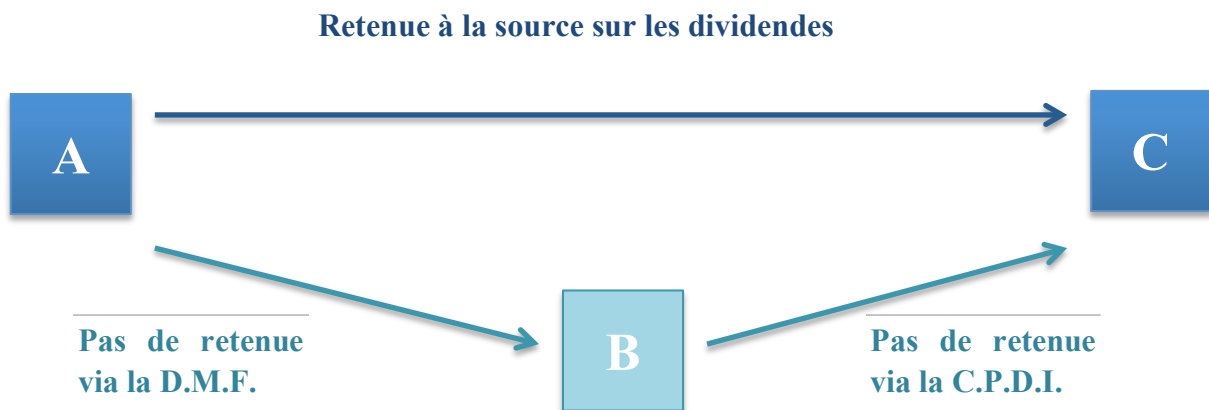 Retenue à la source sur les dividendes
A
C
B
Pas de retenue
via la D.M.F.
Pas de retenue
via la C.P.D.I.